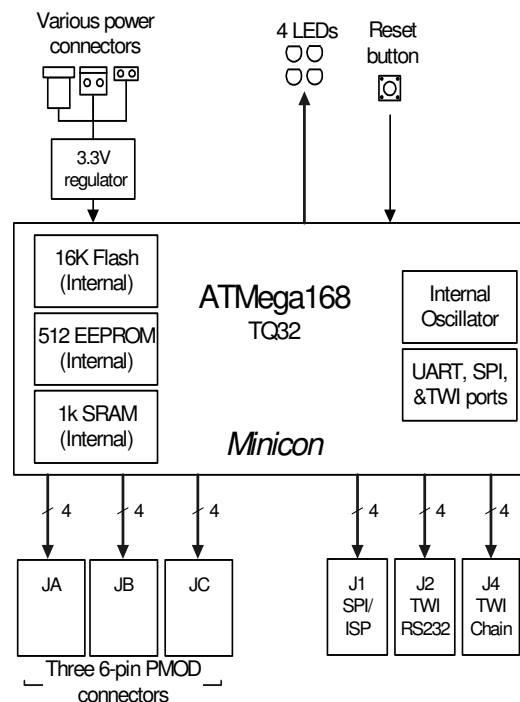 Various power
connectors
4 LEDs
Reset
button
3.3V
regulator
16K Flash
(Internal)
512 EEPROM
(Internal)
1k SRAM
(Internal)
ATMega168
TQ32
Internal
Oscillator
UART, SPI,
&TWI ports
Minicon
4
4
4
4
4
4
JA
JB
JC
J1
SPI/
ISP
J2
TWI
RS232
J4
TWI
Chain
Three 6-pin PMOD
connectors